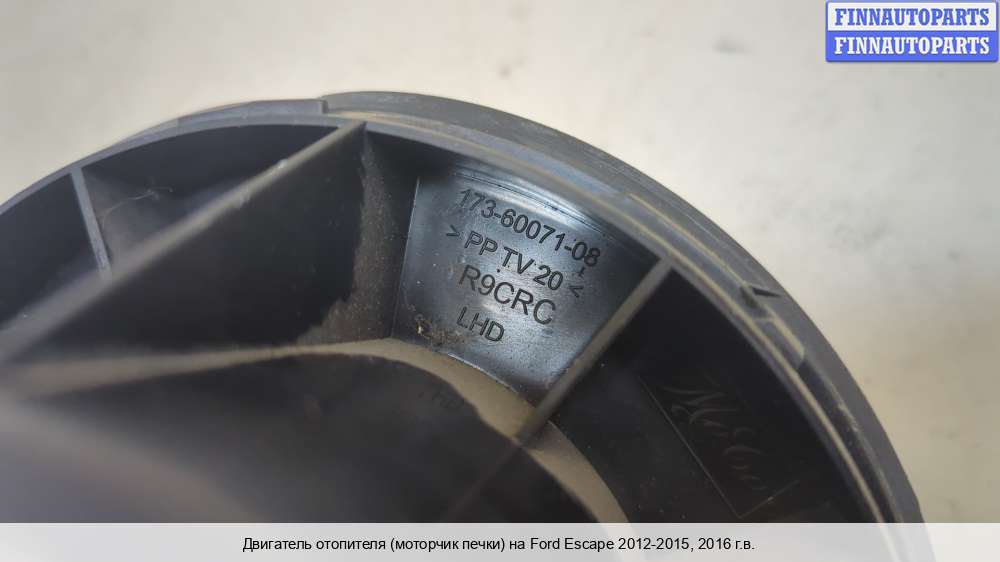 FINNAUTOPARTS
FINNAUTOPARTS
173-60071-08
> PP TV 20 <
R9CRC
LHD
Двигатель отопителя (моторчик печки) на Ford Escape 2012-2015, 2016 г.в.